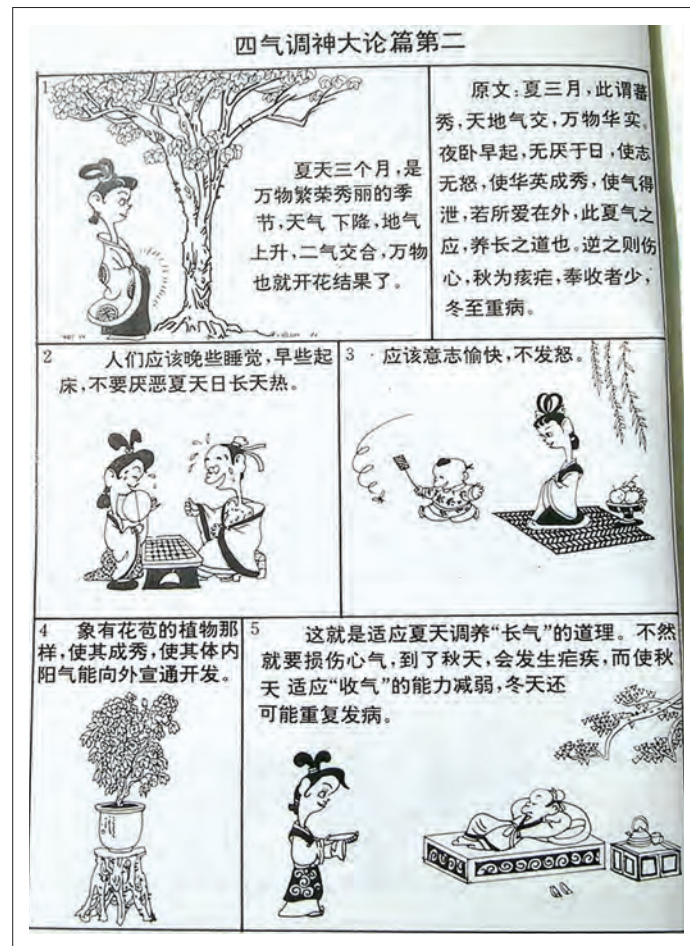 四气调神大论篇第二
1
夏天三个月,是
万物繁荣秀丽的季
节,天气下降,地气
上升,二气交合,万物
也就开花结果了。
原文:夏三月,此谓蕃
秀,天地气交,万物华实。
夜卧早起,无厌于日,使志
无怒,使华英成秀,使气得
泄,若所爱在外,此夏气之
应,养长之道也。逆之则伤
心,秋为痎疟,奉收者少,
冬至重病。
2 人们应该晚些睡觉,早些起
床,不要厌恶夏天日长天热。
3 应该意志愉快,不发怒。
4 象有花苞的植物那
样,使其成秀,使其体内
阳气能向外宣通开发。
5 这就是适应夏天调养“长气”的道理。不然
就要损伤心气,到了秋天,会发生疟疾,而使秋
天适应“收气”的能力减弱,冬天还
可能重复发病。